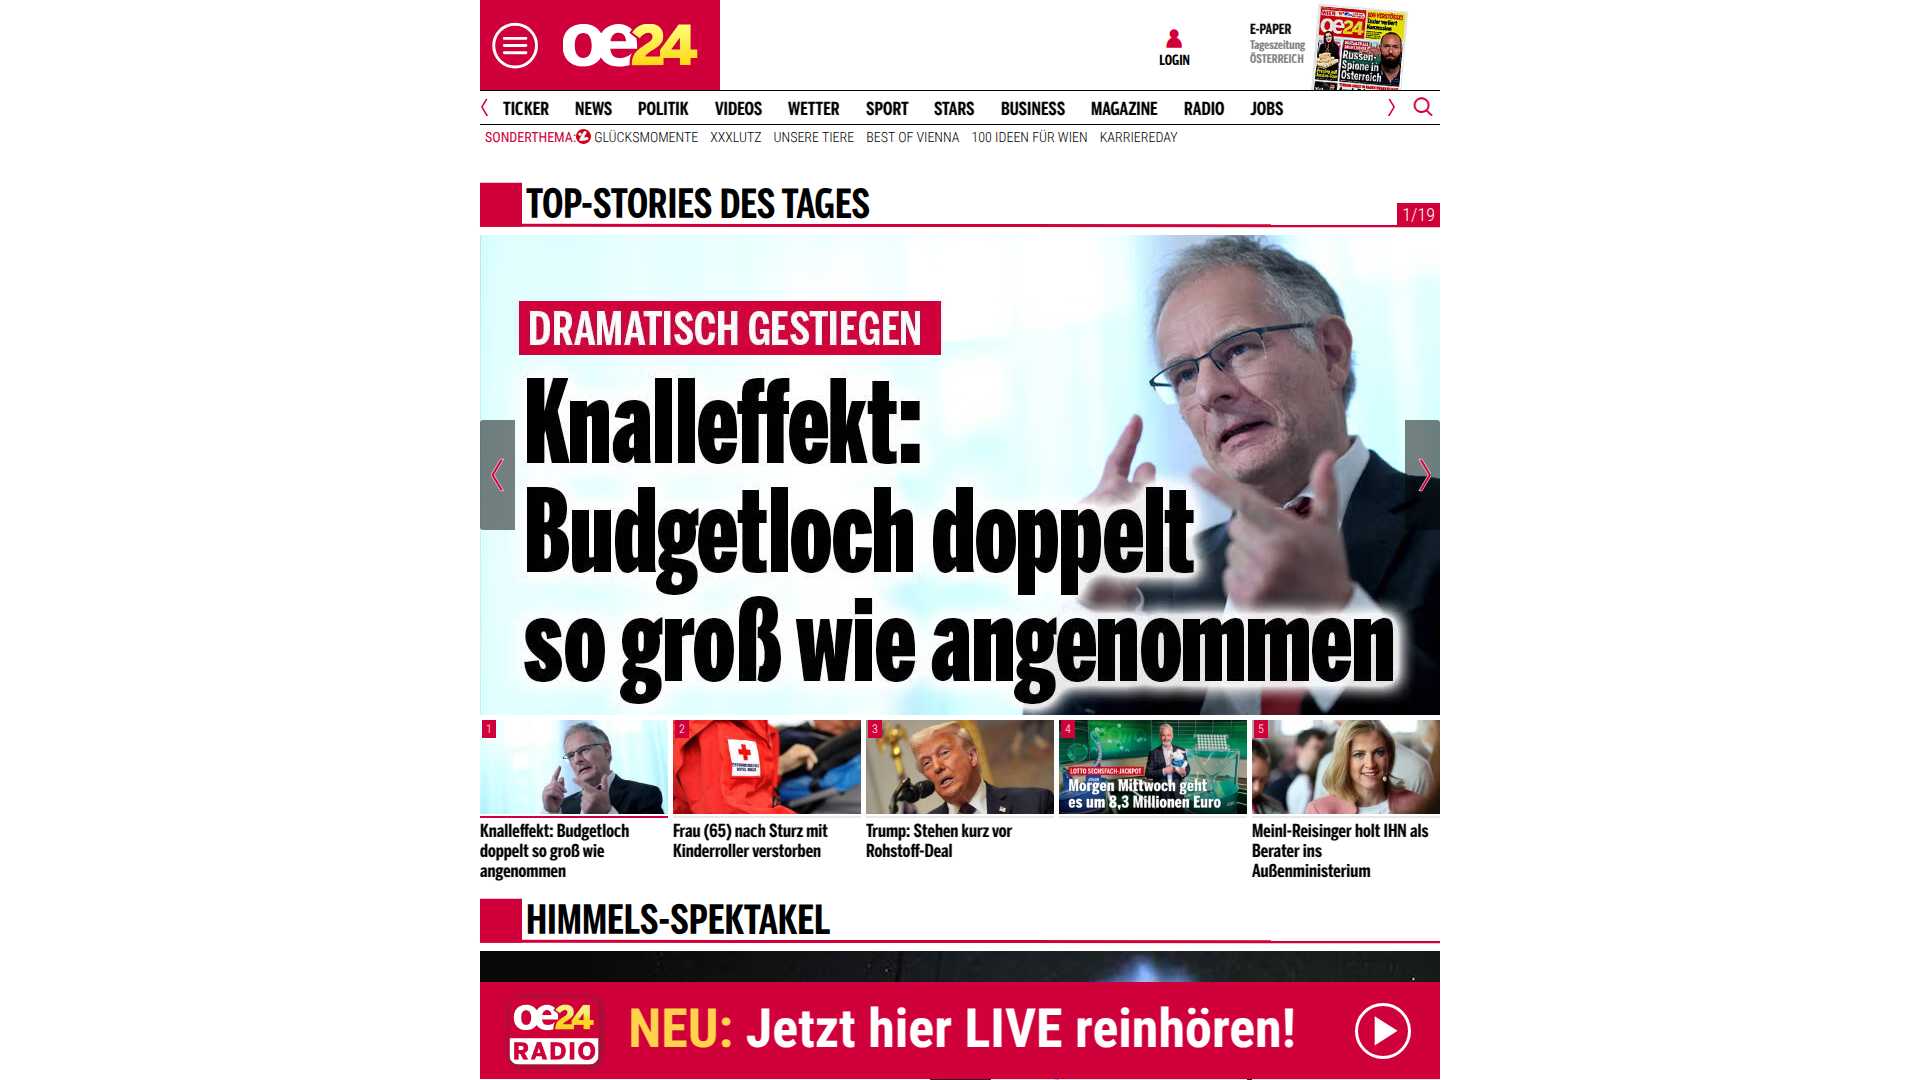 oe24
LOGIN
E-PAPER
Tageszeitung
ÖSTERREICH
oe24
Russen-
Spione in
Österreich
TICKER NEWS POLITIK VIDEOS WETTER SPORT STARS BUSINESS MAGAZINE RADIO JOBS
SONDERTHEMA: GLÜCKSMOMENTE XXXLUTZ UNSERE TIERE BEST OF VIENNA 100 IDEEN FÜR WIEN KARRIEREDAY
TOP-STORIES DES TAGES
1/19
DRAMATISCH GESTIEGEN
Knalleffekt:
Budgetloch doppelt
so groß wie angenommen
1
2
3
4
5
LOTTO SECHSFACH-JACKPOT
Morgen Mittwoch geht
es um 8,3 Millionen Euro
Knalleffekt: Budgetloch
doppelt so groß wie
angenommen
Frau (65) nach Sturz mit
Kinderroller verstorben
Trump: Stehen kurz vor
Rohstoff-Deal
Meinl-Reisinger holt IHN als
Berater ins
Außenministerium
HIMMELS-SPEKTAKEL
oe24
RADIO
NEU: Jetzt hier LIVE reinhören!